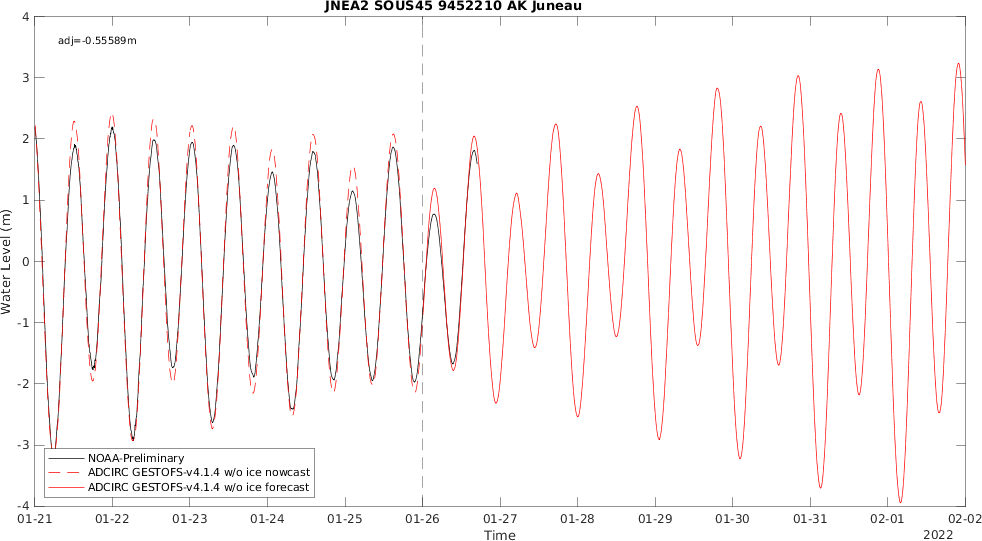 JNEA2 SOUS45 9452210 AK Juneau
adj=-0.55589m
4
3
2
1
0
-1
-2
-3
-4
Water Level (m)
NOAA-Preliminary
ADCIRC GESTOFS-v4.1.4 w/o ice nowcast
ADCIRC GESTOFS-v4.1.4 w/o ice forecast
01-21 01-22 01-23 01-24 01-25 01-26 01-27 01-28 01-29 01-30 01-31 02-01 02-02
Time
2022